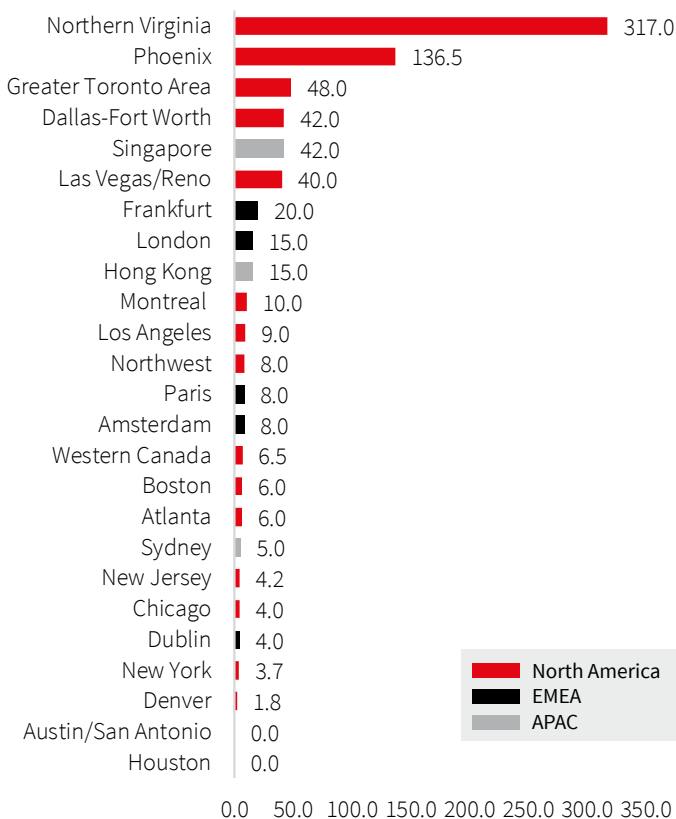 Northern Virginia 317.0
Phoenix 136.5
Greater Toronto Area 48.0
Dallas-Fort Worth 42.0
Singapore 42.0
Las Vegas/Reno 40.0
Frankfurt 20.0
London 15.0
Hong Kong 15.0
Montreal 10.0
Los Angeles 9.0
Northwest 8.0
Paris 8.0
Amsterdam 8.0
Western Canada 6.5
Boston 6.0
Atlanta 6.0
Sydney 5.0
New Jersey 4.2
Chicago 4.0
Dublin 4.0
New York 3.7
Denver 1.8
Austin/San Antonio 0.0
Houston 0.0
North America
EMEA
APAC
0.0 50.0 100.0 150.0 200.0 250.0 300.0 350.0